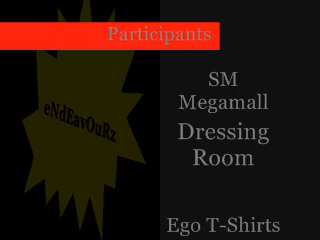 Participants
eNdEavOuRz
SM
Megamall
Dressing
Room
Ego T-Shirts